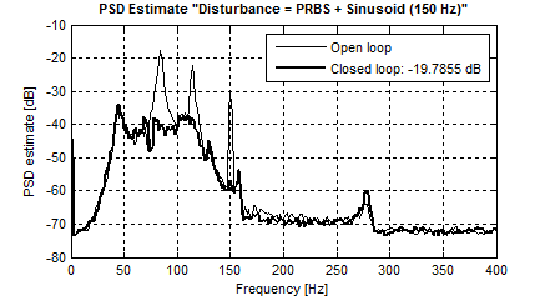 PSD Estimate "Disturbance = PRBS + Sinusoid (150 Hz)"
-10
-20
-30
-40
-50
-60
-70
-80
PSD estimate [dB]
Open loop
Closed loop: -19.7855 dB
0 50 100 150 200 250 300 350 400
Frequency [Hz]